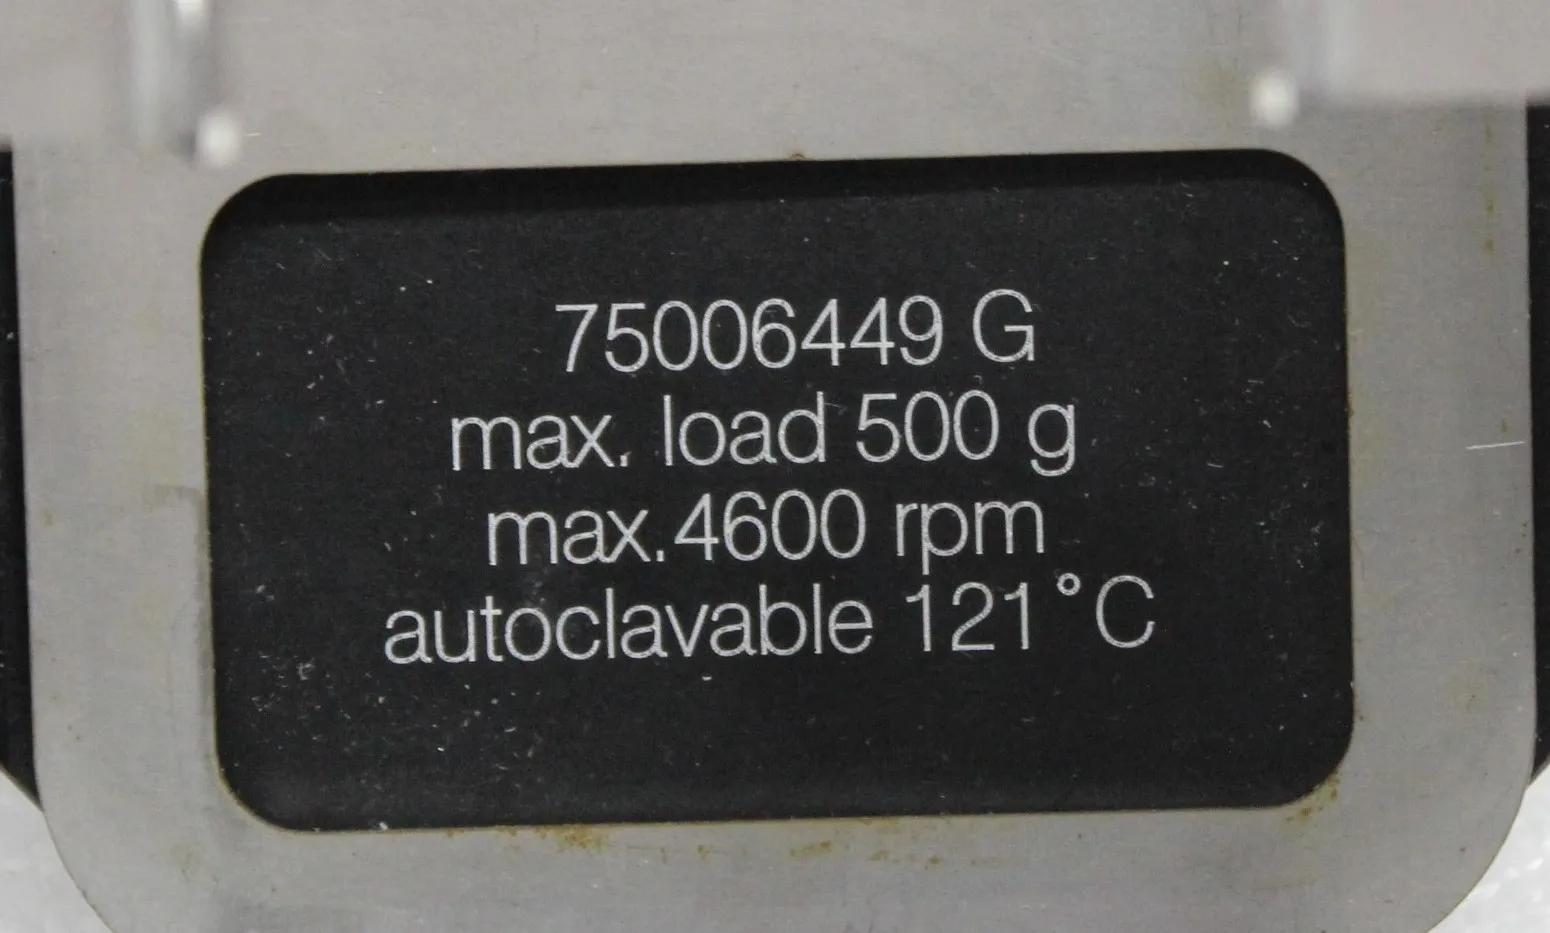 75006449 G
max. load 500 g
max. 4600 rpm
autoclavable 121°C